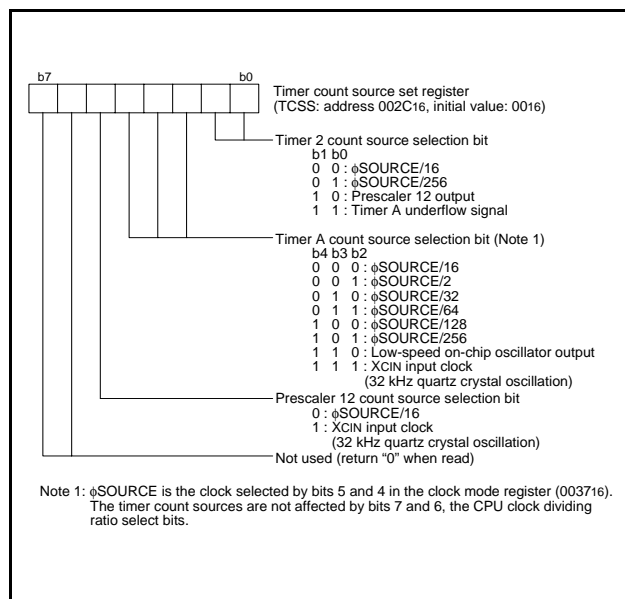 b7 b0
Timer count source set register
(TCSS: address 002C16, initial value: 0016)
Timer 2 count source selection bit
b1 b0
0 0 : ϕSOURCE/16
0 1 : ϕSOURCE/256
1 0 : Prescaler 12 output
1 1 : Timer A underflow signal
Timer A count source selection bit (Note 1)
b4 b3 b2
0 0 0 : ϕSOURCE/16
0 0 1 : ϕSOURCE/2
0 1 0 : ϕSOURCE/32
0 1 1 : ϕSOURCE/64
1 0 0 : ϕSOURCE/128
1 0 1 : ϕSOURCE/256
1 1 0 : Low-speed on-chip oscillator output
1 1 1 : XCIN input clock
(32 kHz quartz crystal oscillation)
Prescaler 12 count source selection bit
0 : ϕSOURCE/16
1 : XCIN input clock
(32 kHz quartz crystal oscillation)
Not used (return “0” when read)
Note 1: ϕSOURCE is the clock selected by bits 5 and 4 in the clock mode register (003716).
The timer count sources are not affected by bits 7 and 6, the CPU clock dividing
ratio select bits.